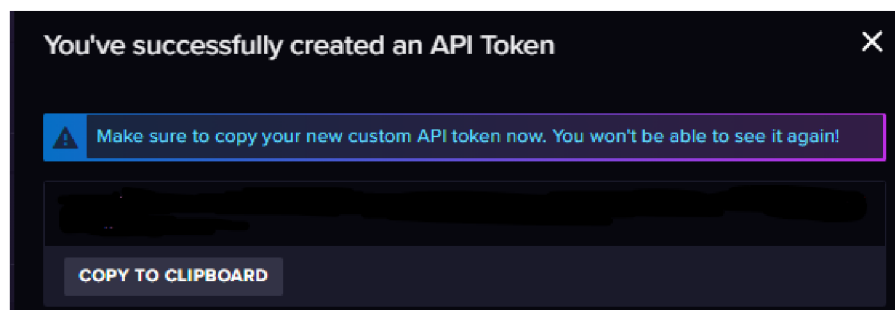 You've successfully created an API Token
Make sure to copy your new custom API token now. You won't be able to see it again!
COPY TO CLIPBOARD